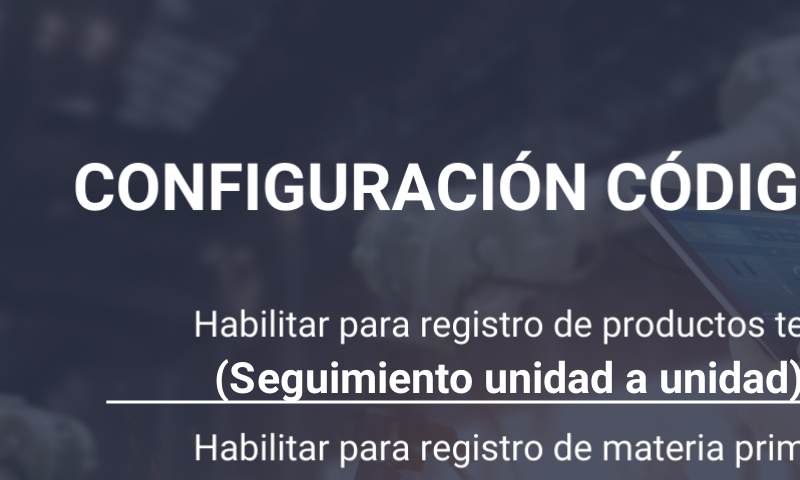 CONFIGURACIÓN CÓDIG
Habilitar para registro de productos te
(Seguimiento unidad a unidad)
Habilitar para registro de materia prim